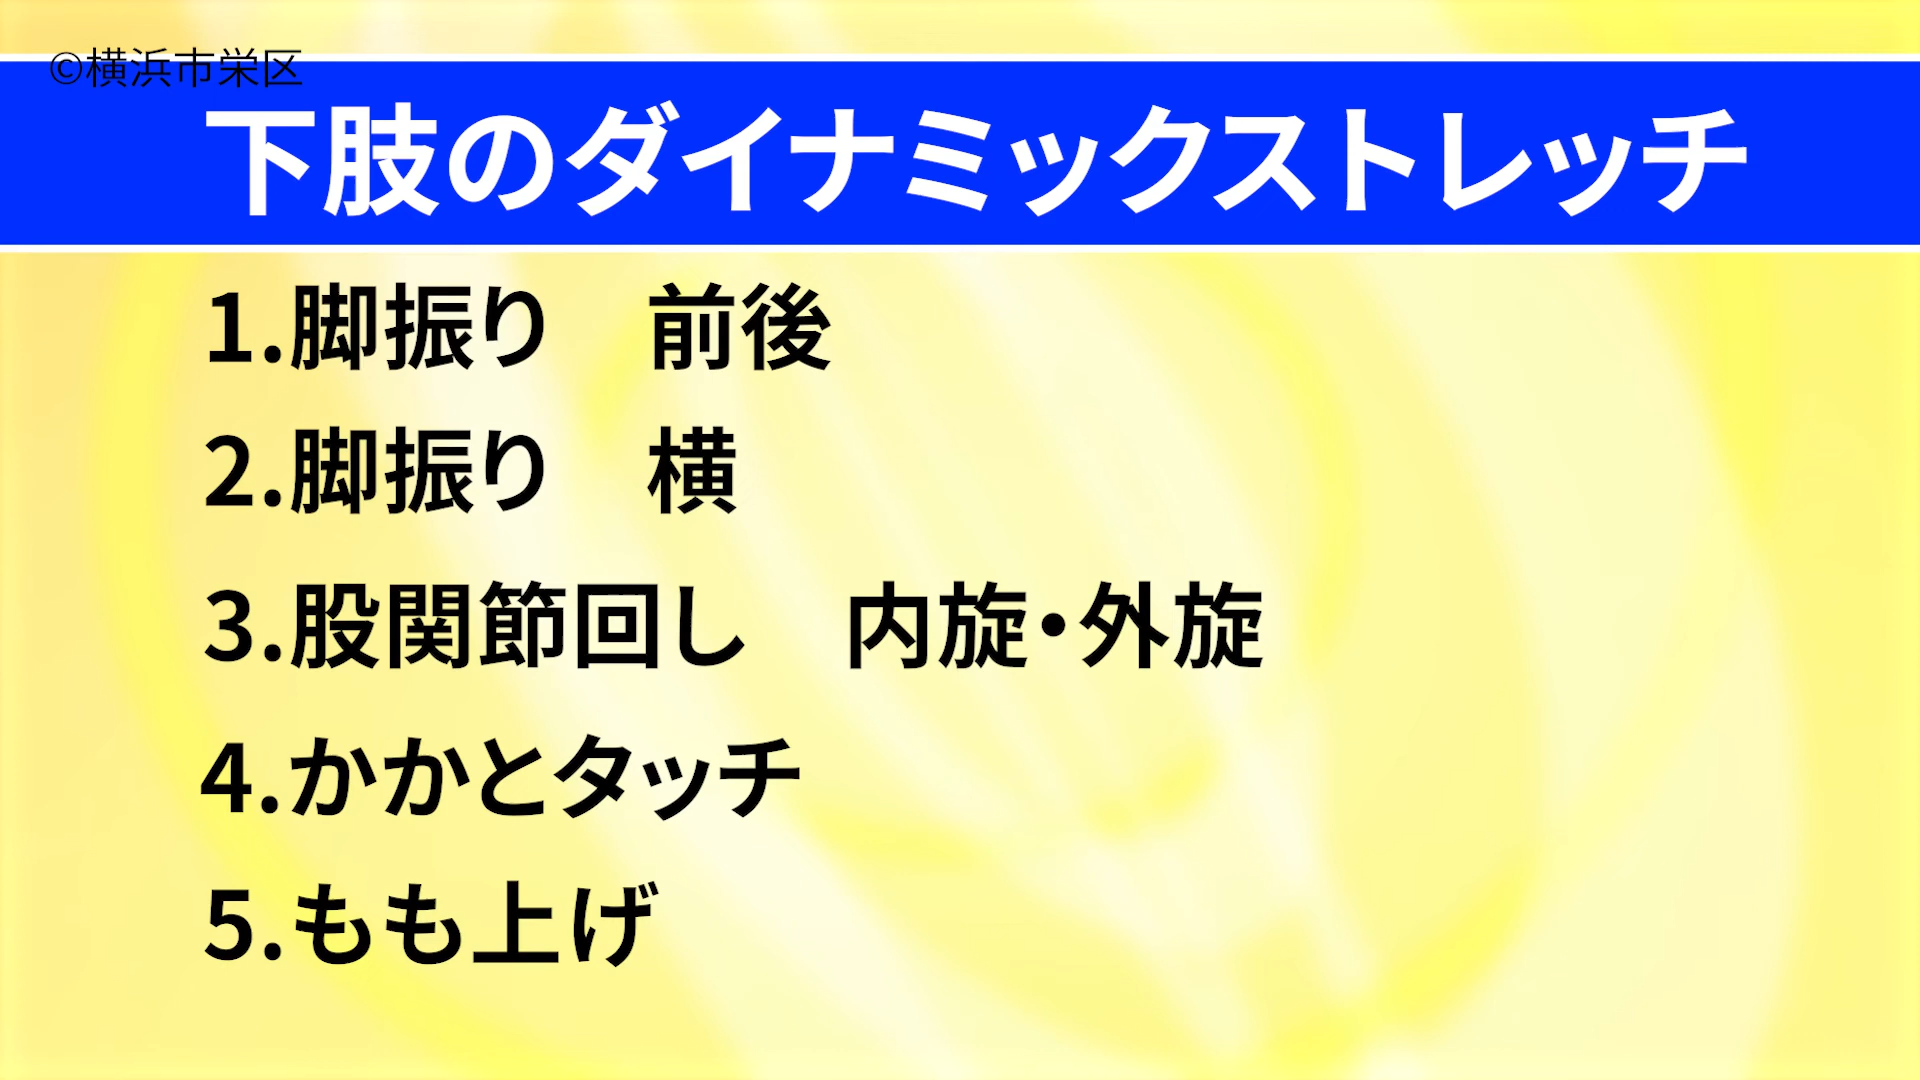 ©横浜市栄区
下肢のダイナミックストレッチ
1.脚振り　前後
2.脚振り　横
3.股関節回し　内旋・外旋
4.かかとタッチ
5.もも上げ